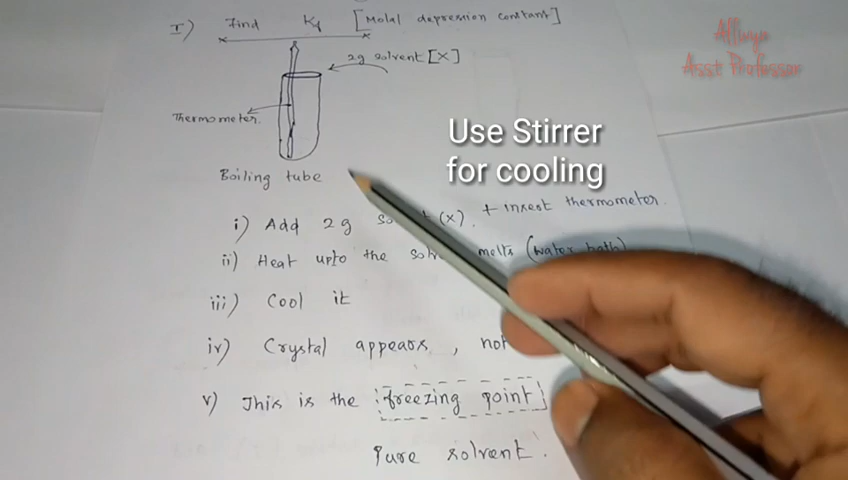 I) Find Kf [Molal depression constant]
Asst Professor
2g solvent [X]
Thermometer.
Use Stirrer
for cooling
Boiling tube
i) Add 2g (x). + insert thermometer.
ii) Heat upto the melts (water bath)
iii) Cool it
iv) Crystal appears,
v) This is the freezing point
Pure solvent.